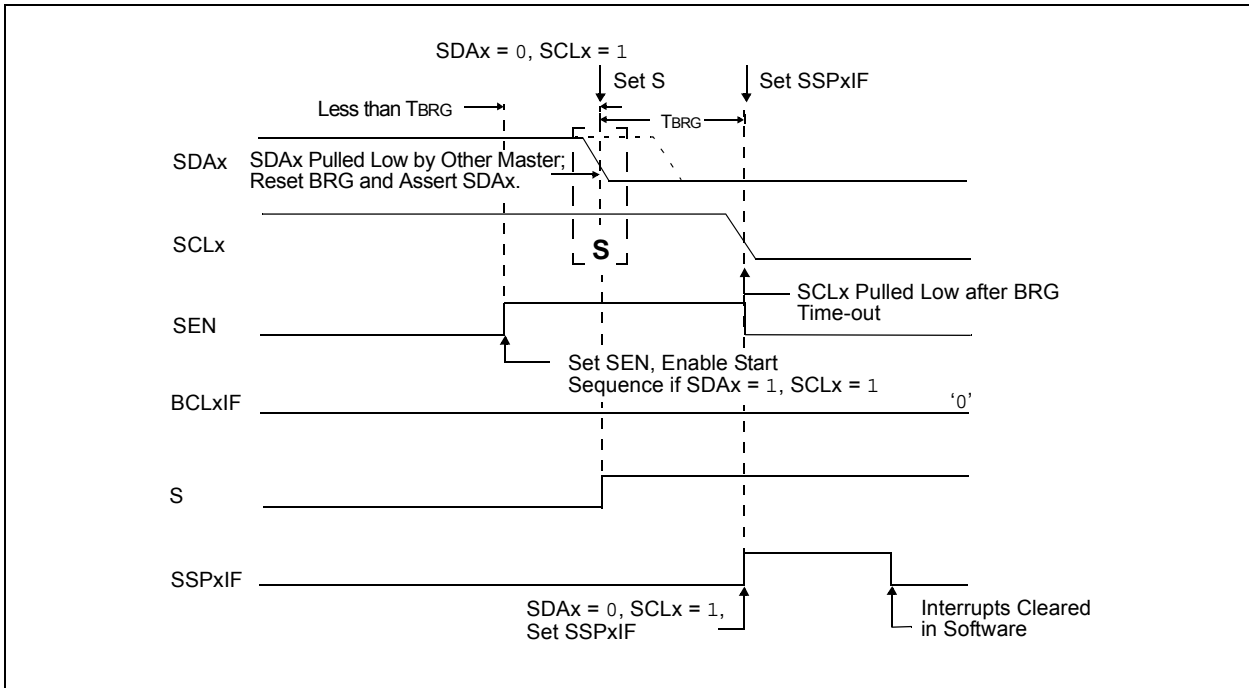 SDAx = 0, SCLx = 1
Set S
Set SSPxIF
Less than TBRG
TBRG
SDAx
SDAx Pulled Low by Other Master;
Reset BRG and Assert SDAx.
SCLx
S
SCLx Pulled Low after BRG
Time-out
SEN
Set SEN, Enable Start
Sequence if SDAx = 1, SCLx = 1
BCLxIF
‘0’
S
SSPxIF
SDAx = 0, SCLx = 1,
Set SSPxIF
Interrupts Cleared
in Software